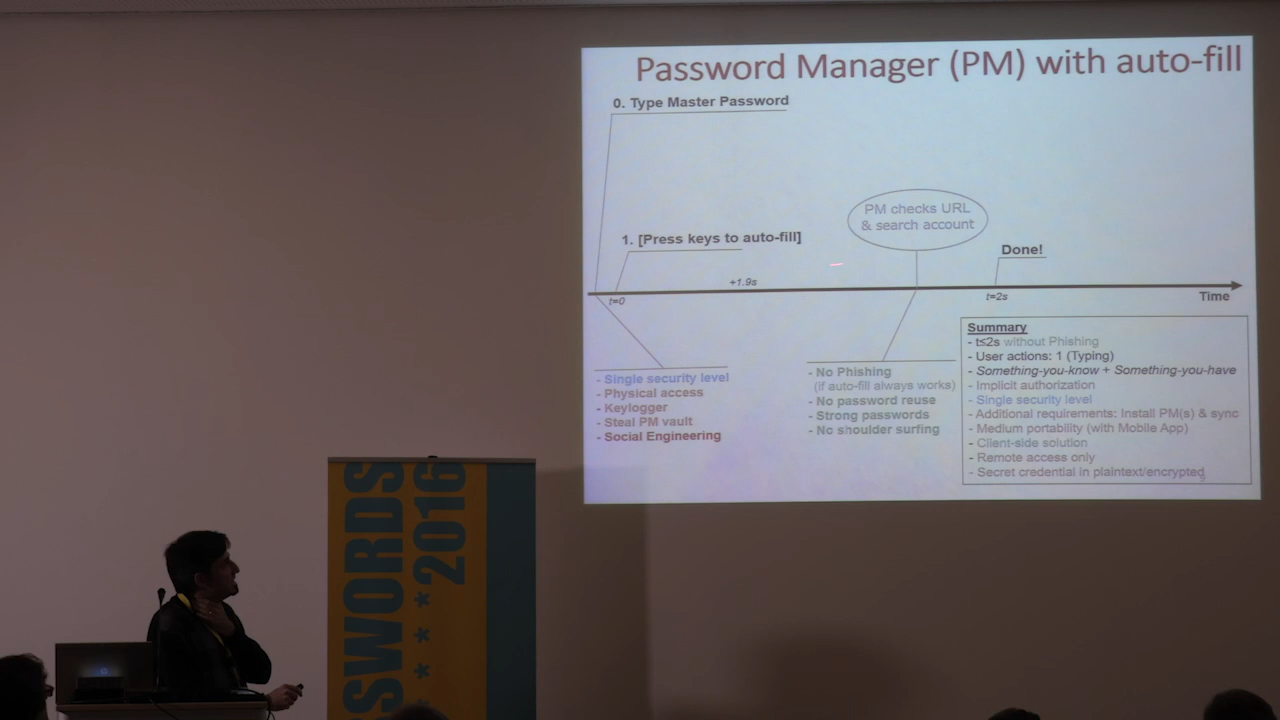 Password Manager (PM) with auto-fill
0. Type Master Password
PM checks URL
& search account
1. [Press keys to auto-fill]
Done!
+1.9s
t=0
t=2s
Time
- Single security level
- Physical access
- Keylogger
- Steal PM vault
- Social Engineering
- No Phishing
(if auto-fill always works)
- No password reuse
- Strong passwords
- No shoulder surfing
Summary
- t≤2s without Phishing
- User actions: 1 (Typing)
- Something-you-know + Something-you-have
- Implicit authorization
- Single security level
- Additional requirements: Install PM(s) & sync
- Medium portability (with Mobile App)
- Client-side solution
- Remote access only
- Secret credential in plaintext/encrypted
SWORDS
* * * *2016